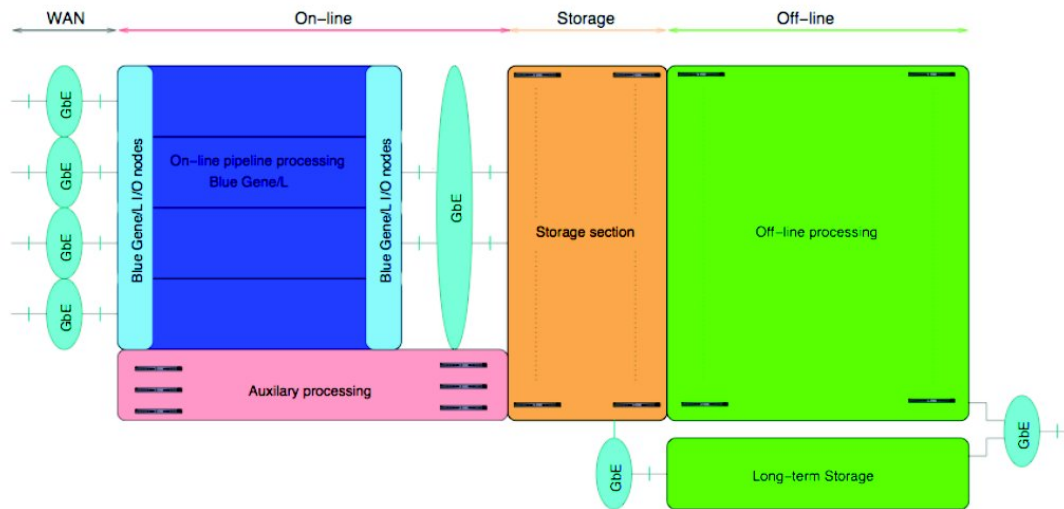 WAN
On-line
Storage
Off-line
GbE
GbE
GbE
GbE
Blue Gene/L I/O nodes
On-line pipeline processing
Blue Gene/L
Blue Gene/L I/O nodes
GbE
Storage section
Off-line processing
Auxilary processing
GbE
Long-term Storage
GbE